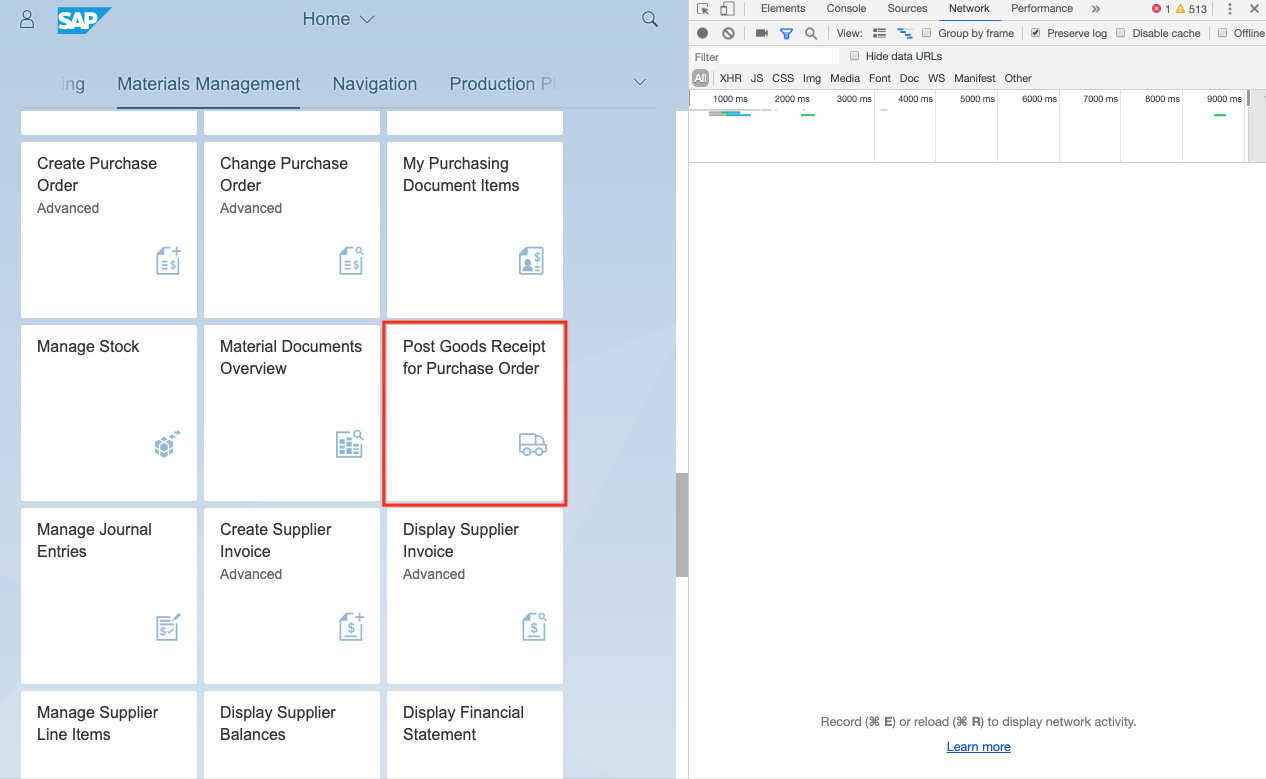 SAP
Home
ing
Materials Management
Navigation
Production Pl
Create Purchase
Order
Advanced
Change Purchase
Order
Advanced
My Purchasing
Document Items
Manage Stock
Material Documents
Overview
Post Goods Receipt
for Purchase Order
Manage Journal
Entries
Create Supplier
Invoice
Advanced
Display Supplier
Invoice
Advanced
Manage Supplier
Line Items
Display Supplier
Balances
Display Financial
Statement
Elements Console Sources Network Performance » 1 513
View: Group by frame Preserve log Disable cache Offline
Filter Hide data URLs
All XHR JS CSS Img Media Font Doc WS Manifest Other
1000 ms 2000 ms 3000 ms 4000 ms 5000 ms 6000 ms 7000 ms 8000 ms 9000 ms 1
Record (⌘ E) or reload (⌘ R) to display network activity.
Learn more